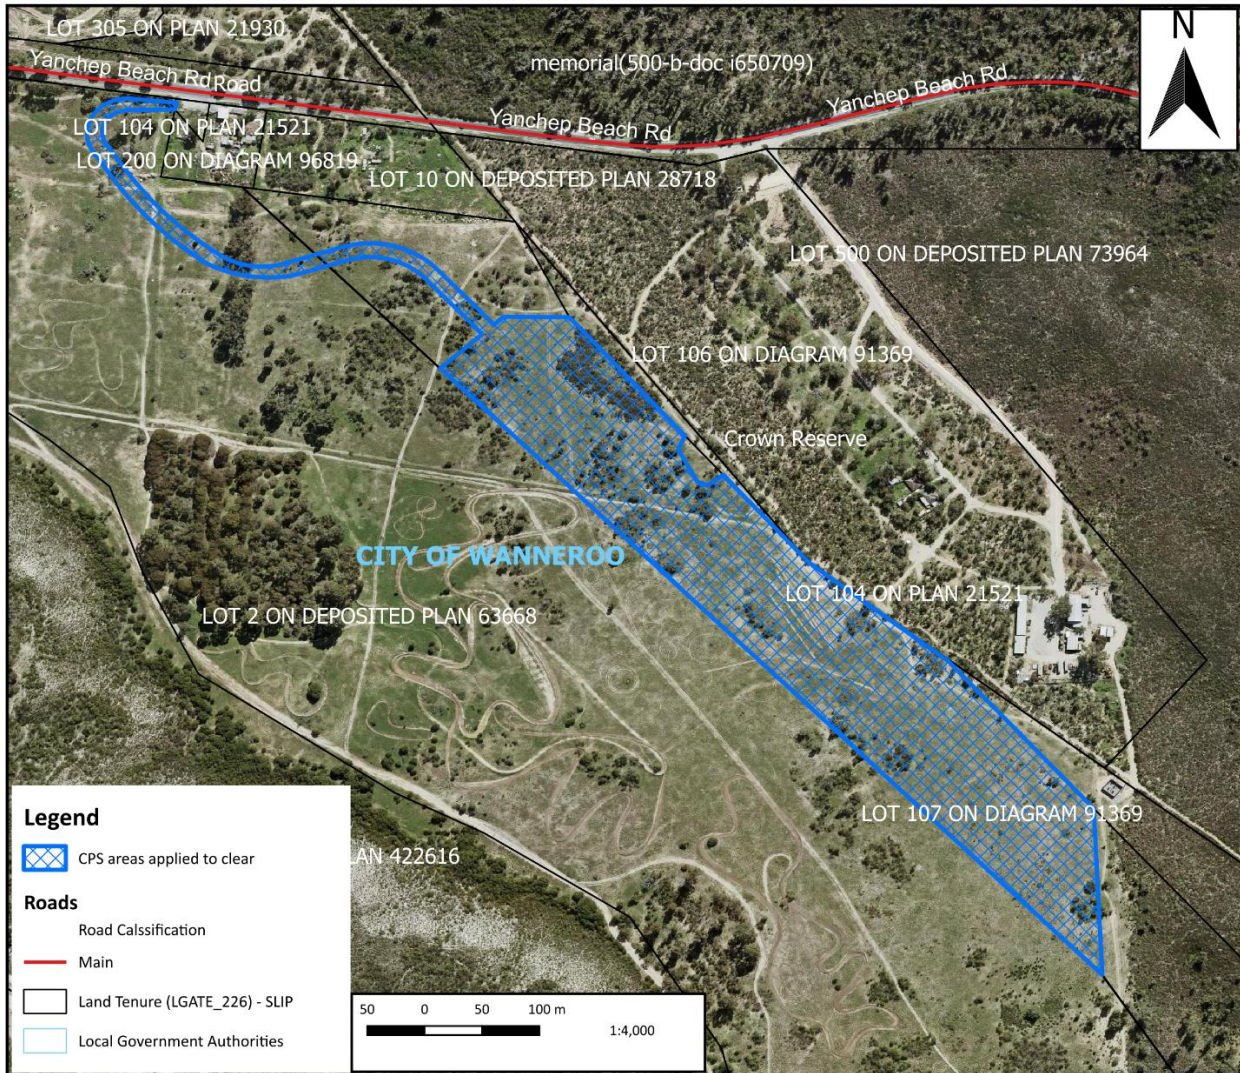 LOT 305 ON PLAN 21930
N
memorial(500-b-doc i650709)
Yanchep Beach Rd
Road
Yanchep Beach Rd
Yanchep Beach Rd
LOT 104 ON PLAN 21521
LOT 200 ON DIAGRAM 96819
LOT 10 ON DEPOSITED PLAN 28718
LOT 500 ON DEPOSITED PLAN 73964
LOT 106 ON DIAGRAM 91369
Crown Reserve
CITY OF WANNEROO
LOT 104 ON PLAN 21521
LOT 2 ON DEPOSITED PLAN 63668
LOT 107 ON DIAGRAM 91369
LAN 422616
Legend
CPS areas applied to clear
Roads
Road Calssification
Main
Land Tenure (LGATE_226) - SLIP
Local Government Authorities
50 0 50 100 m
1:4,000